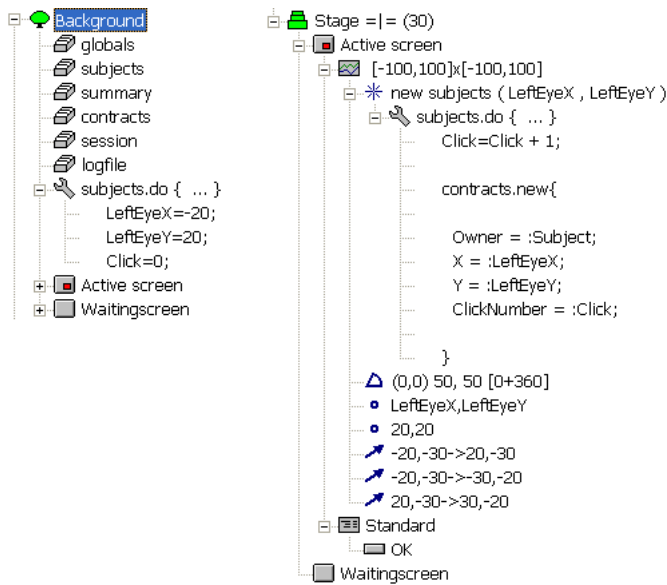 Background
globals
subjects
summary
contracts
session
logfile
subjects.do { ... }
LeftEyeX=-20;
LeftEyeY=20;
Click=0;
Active screen
Waitingscreen
Stage =|= (30)
Active screen
[-100,100]x[-100,100]
new subjects ( LeftEyeX , LeftEyeY )
subjects.do { ... }
Click=Click + 1;
contracts.new{
Owner = :Subject;
X = :LeftEyeX;
Y = :LeftEyeY;
ClickNumber = :Click;
}
(0,0) 50, 50 [0+360]
LeftEyeX,LeftEyeY
20,20
-20,-30->20,-30
-20,-30->-30,-20
20,-30->30,-20
Standard
OK
Waitingscreen